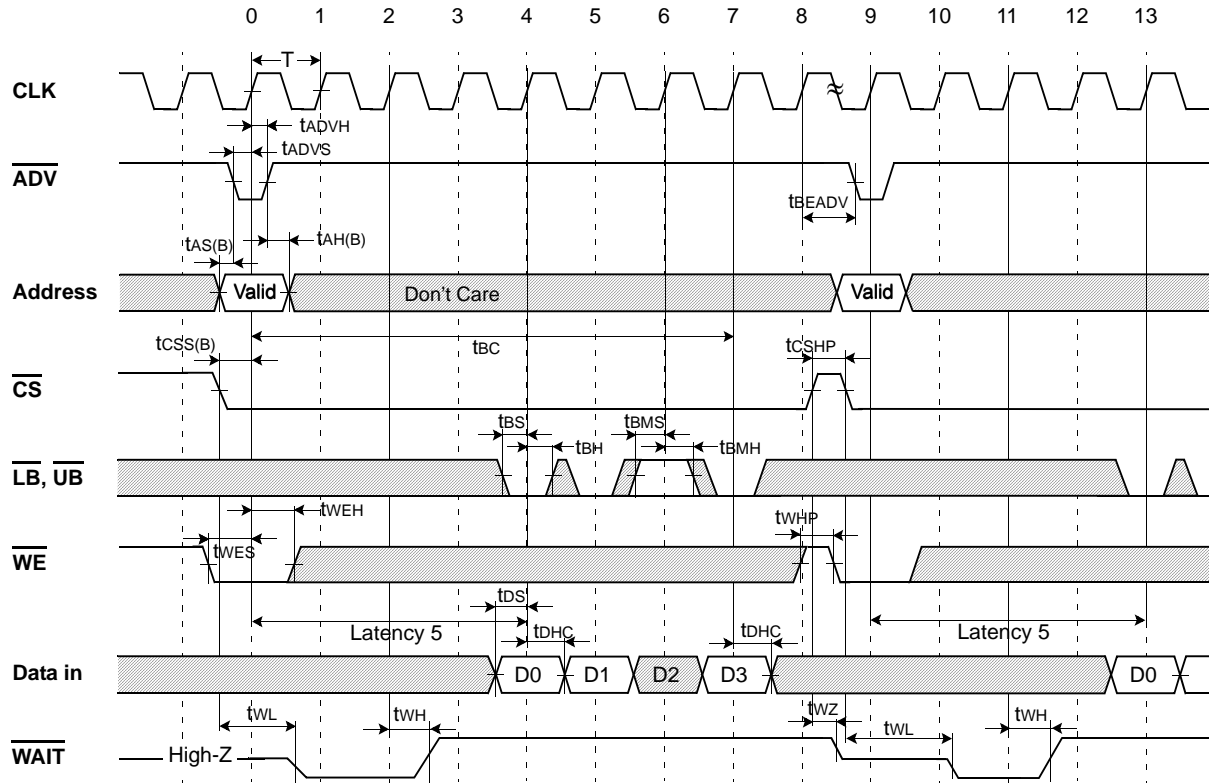 0 1 2 3 4 5 6 7 8 9 10 11 12 13
T
CLK
tADVH
tADVS
ADV
tBEADV
tAS(B) tAH(B)
Address Valid Don't Care Valid
tCSS(B) tBC tCSHP
CS
tBS tBH tBMS tBMH
LB, UB
tWEH tWHP
tWES
WE
tDS
Latency 5 tDHC tDHC Latency 5
Data in D0 D1 D2 D3 D0
tWL tWH tWZ tWL tWH
WAIT High-Z